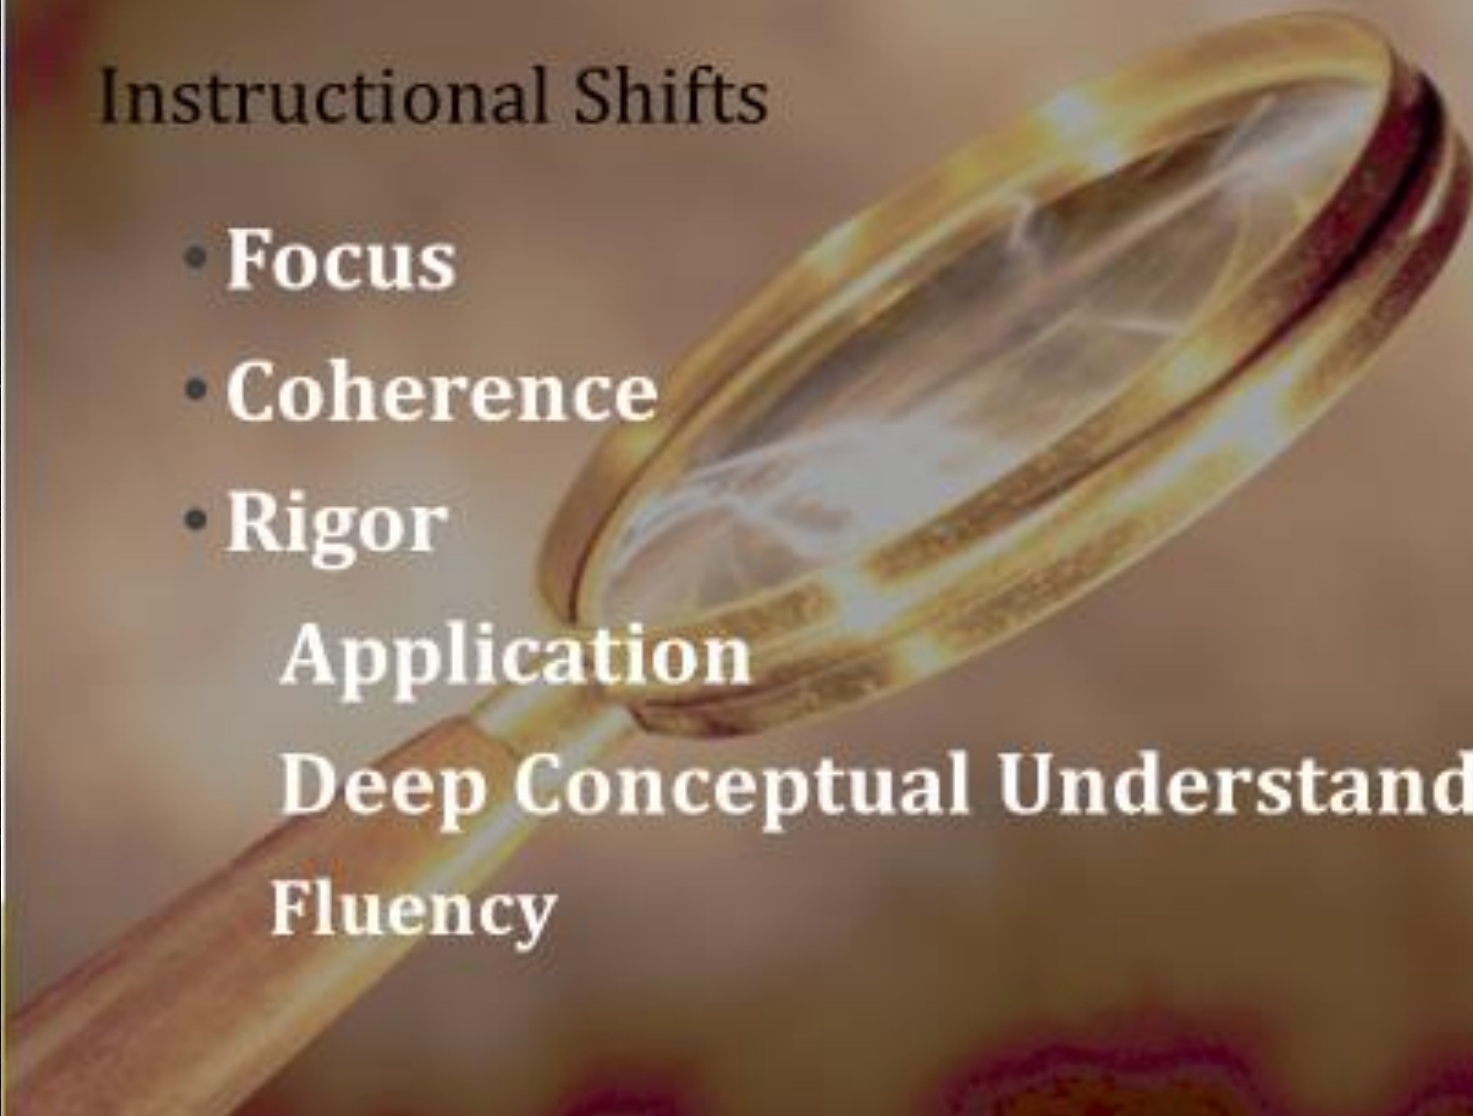 Instructional Shifts
• Focus
• Coherence
• Rigor
Application
Deep Conceptual Understand
Fluency